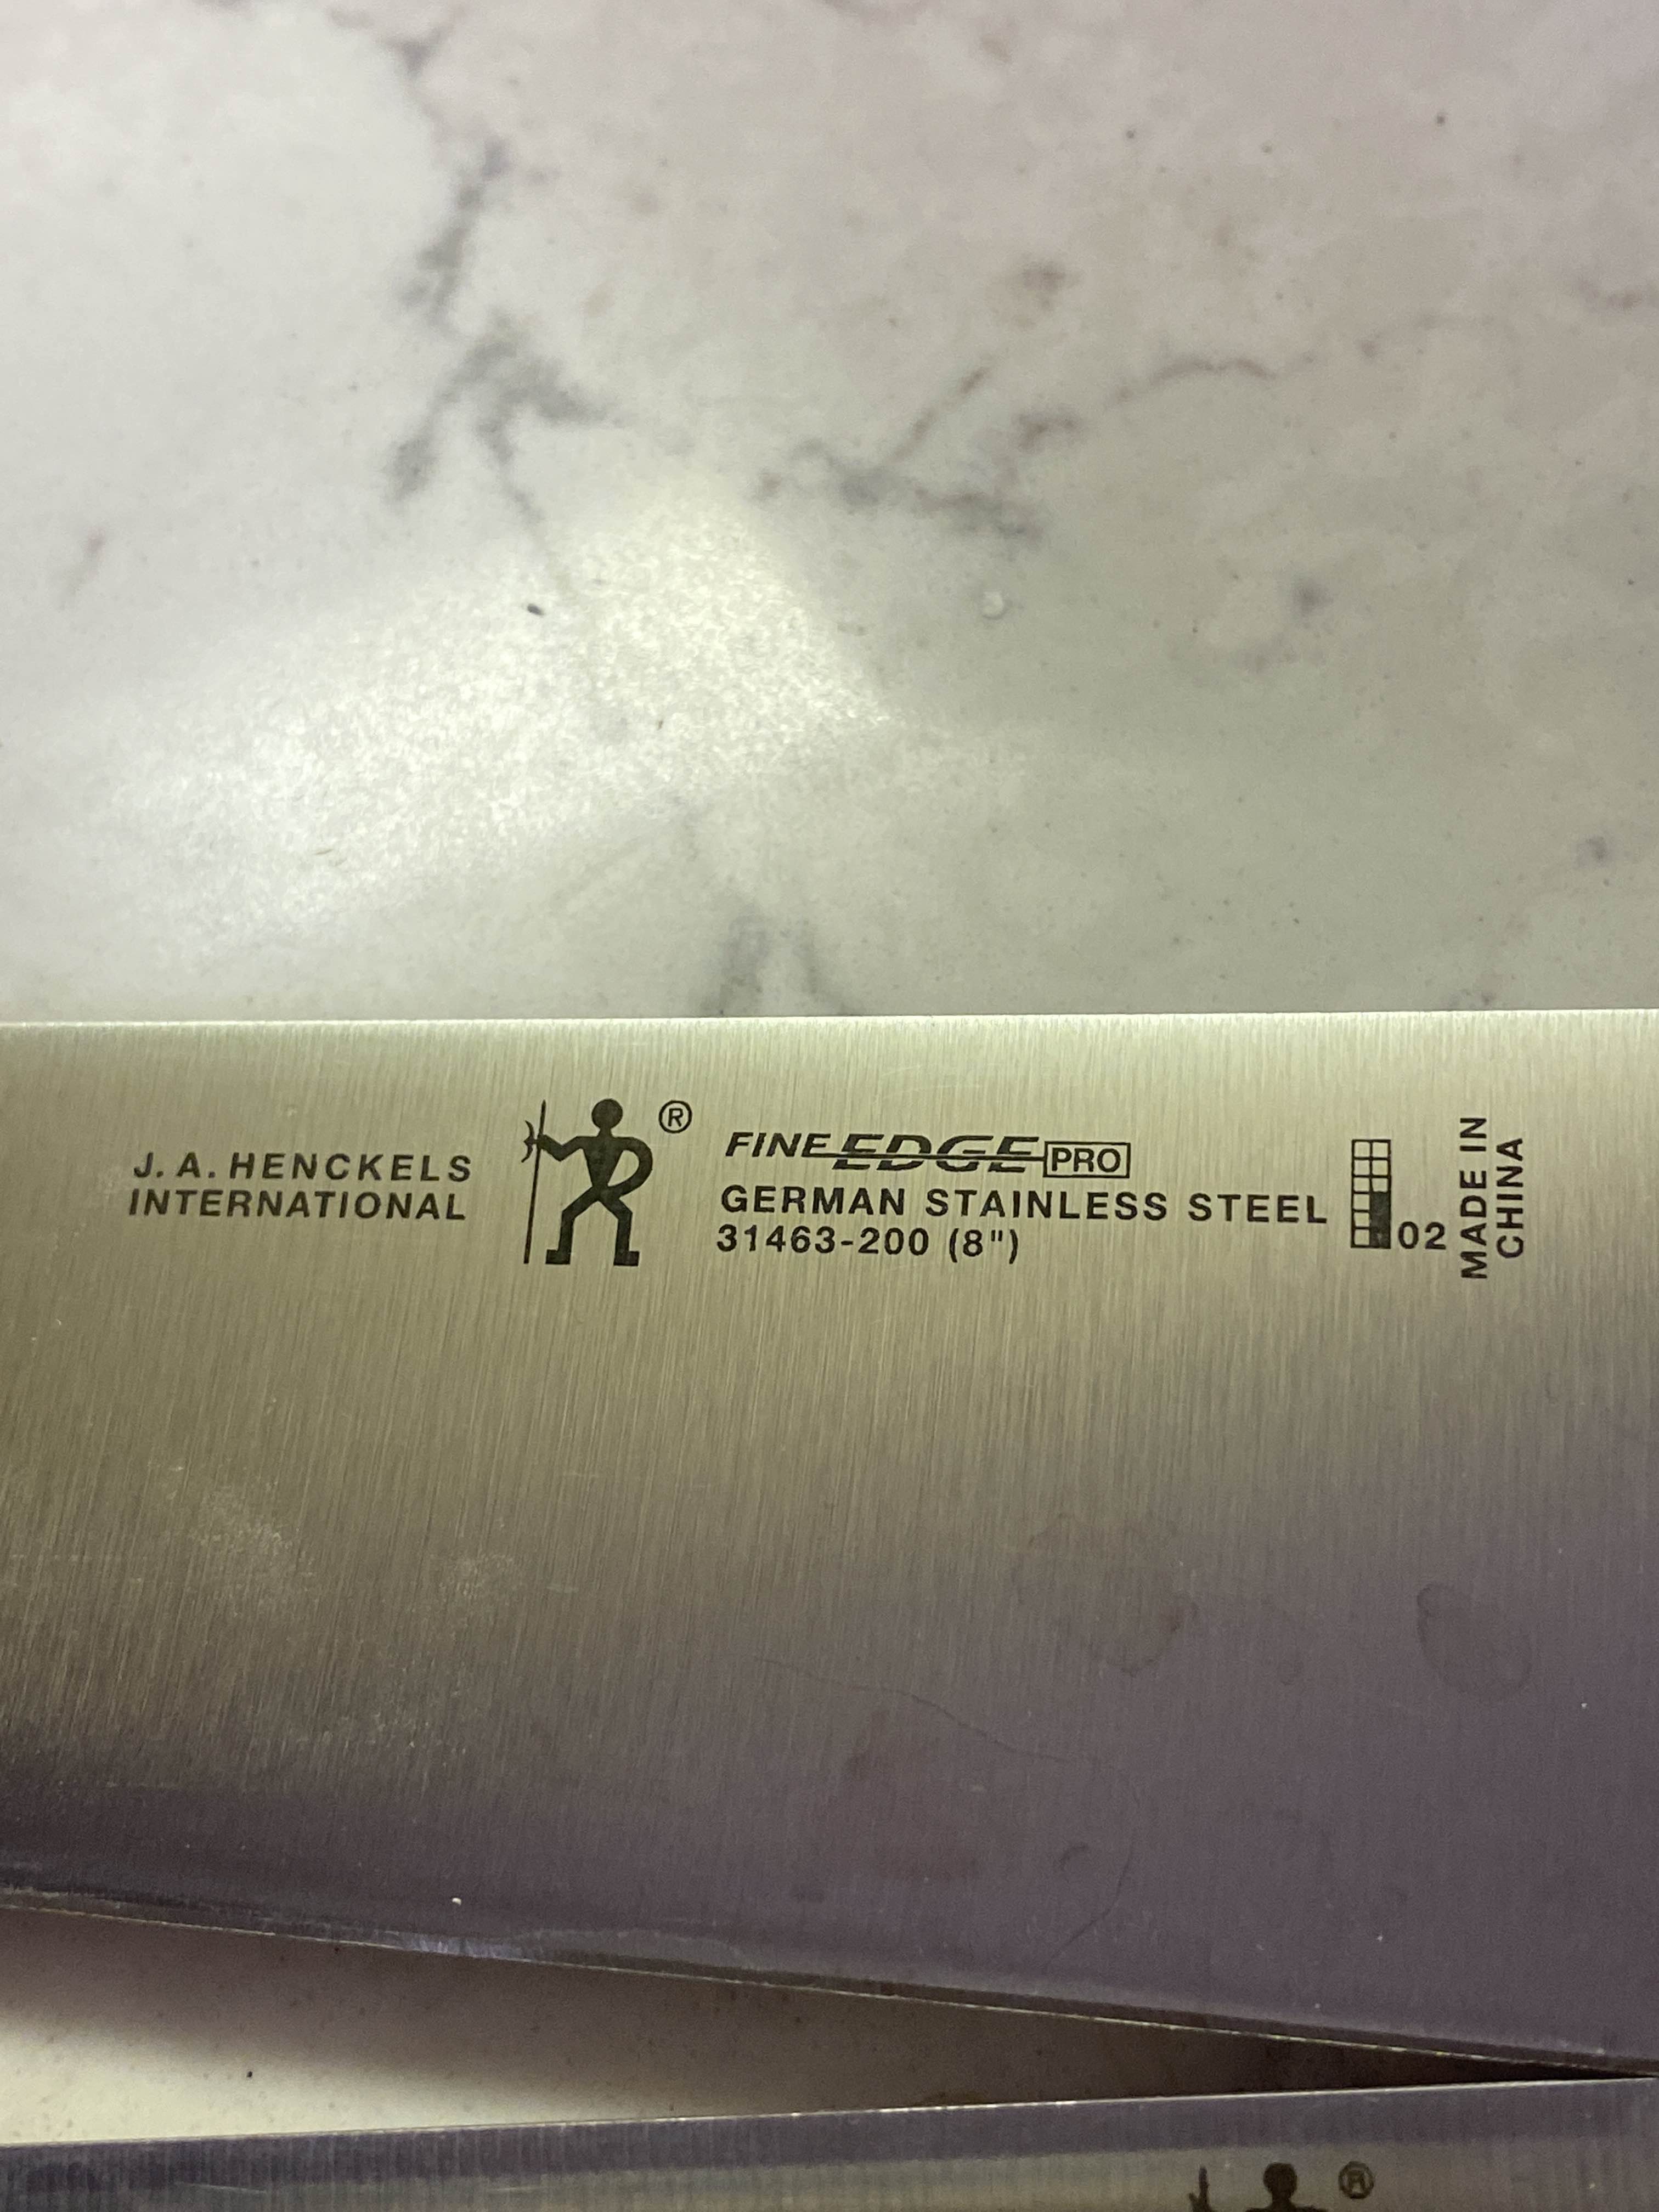 J. A. HENCKELS
INTERNATIONAL
®
FINE EDGE PRO
GERMAN STAINLESS STEEL
31463-200 (8")
02
MADE IN
CHINA
®